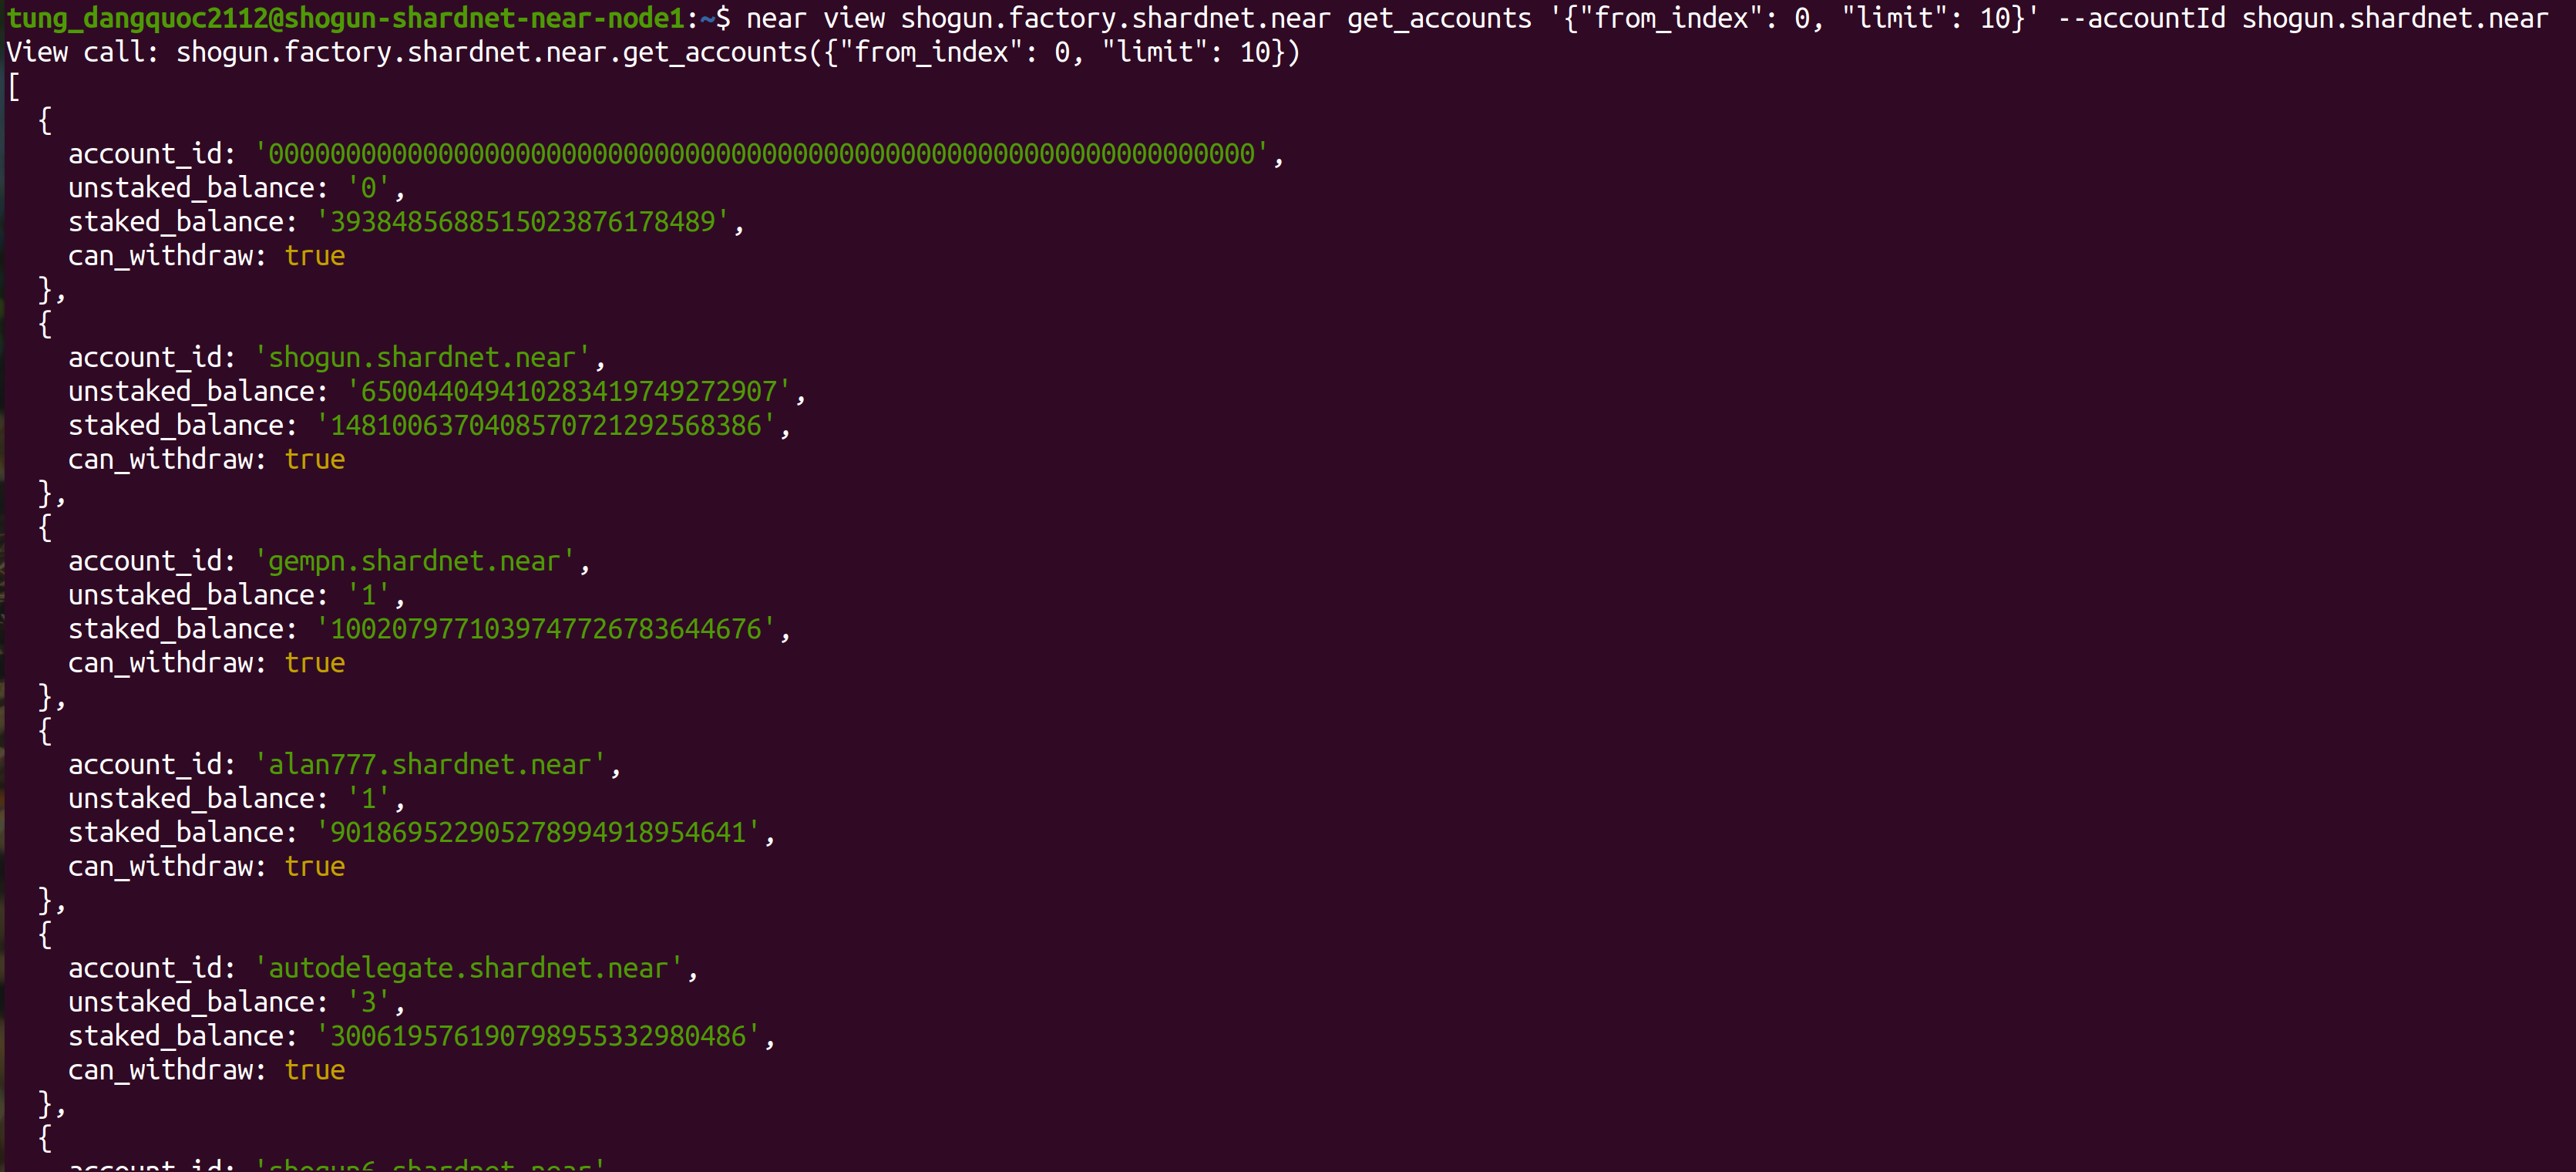 tung_dangquoc2112@shogun-shardnet-near-node1:~$ near view shogun.factory.shardnet.near get_accounts '{"from_index": 0, "limit": 10}' --accountId shogun.shardnet.near
View call: shogun.factory.shardnet.near.get_accounts({"from_index": 0, "limit": 10})
[
  {
    account_id: '0000000000000000000000000000000000000000000000000000000000000000',
    unstaked_balance: '0',
    staked_balance: '3938485688515023876178489',
    can_withdraw: true
  },
  {
    account_id: 'shogun.shardnet.near',
    unstaked_balance: '650044049410283419749272907',
    staked_balance: '1481006370408570721292568386',
    can_withdraw: true
  },
  {
    account_id: 'gempn.shardnet.near',
    unstaked_balance: '1',
    staked_balance: '1002079771039747726783644676',
    can_withdraw: true
  },
  {
    account_id: 'alan777.shardnet.near',
    unstaked_balance: '1',
    staked_balance: '901869522905278994918954641',
    can_withdraw: true
  },
  {
    account_id: 'autodelegate.shardnet.near',
    unstaked_balance: '3',
    staked_balance: '300619576190798955332980486',
    can_withdraw: true
  },
  {
    account_id: 'shogun6.shardnet.near',